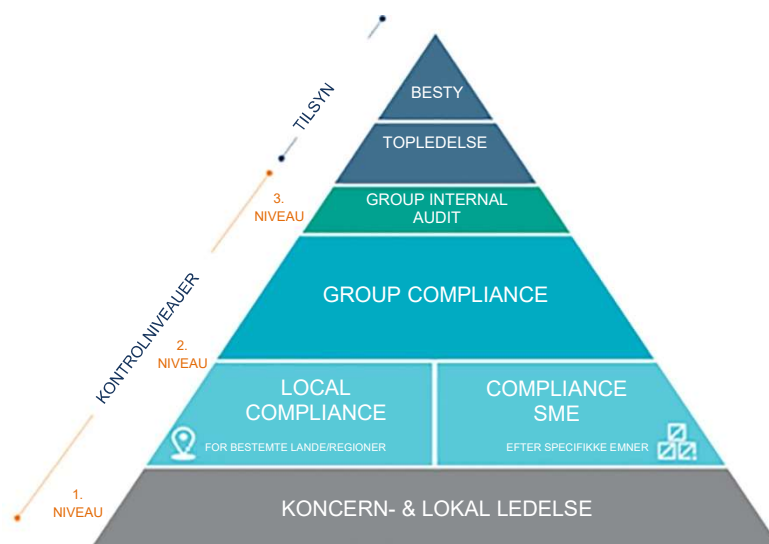 TILSYN
BESTY
TOPLEDELSE
3.
NIVEAU
GROUP INTERNAL
AUDIT
KONTROLNIVEAUER
GROUP COMPLIANCE
2.
NIVEAU
LOCAL
COMPLIANCE
FOR BESTEMTE LANDE/REGIONER
COMPLIANCE
SME
EFTER SPECIFIKKE EMNER
1.
NIVEAU
KONCERN- & LOKAL LEDELSE